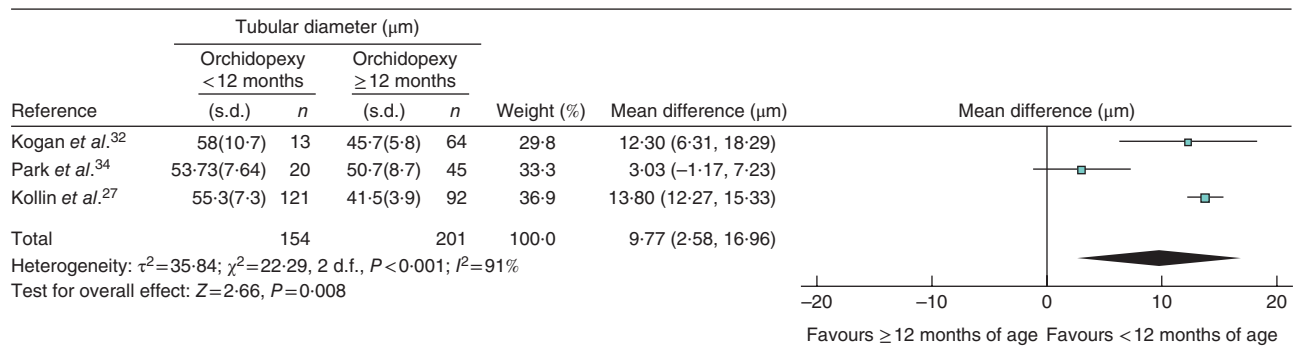 Tubular diameter (μm)
Orchidopexy <12 months Orchidopexy ≥12 months
Reference (s.d.) n (s.d.) n Weight (%) Mean difference (μm) Mean difference (μm)
Kogan et al.32 58(10·7) 13 45·7(5·8) 64 29·8 12·30 (6·31, 18·29)
Park et al.34 53·73(7·64) 20 50·7(8·7) 45 33·3 3·03 (−1·17, 7·23)
Kollin et al.27 55·3(7·3) 121 41·5(3·9) 92 36·9 13·80 (12·27, 15·33)
Total 154 201 100·0 9·77 (2·58, 16·96)
Heterogeneity: τ2=35·84; χ2=22·29, 2 d.f., P<0·001; I2=91%
Test for overall effect: Z=2·66, P=0·008
−20 −10 0 10 20
Favours ≥12 months of age Favours <12 months of age